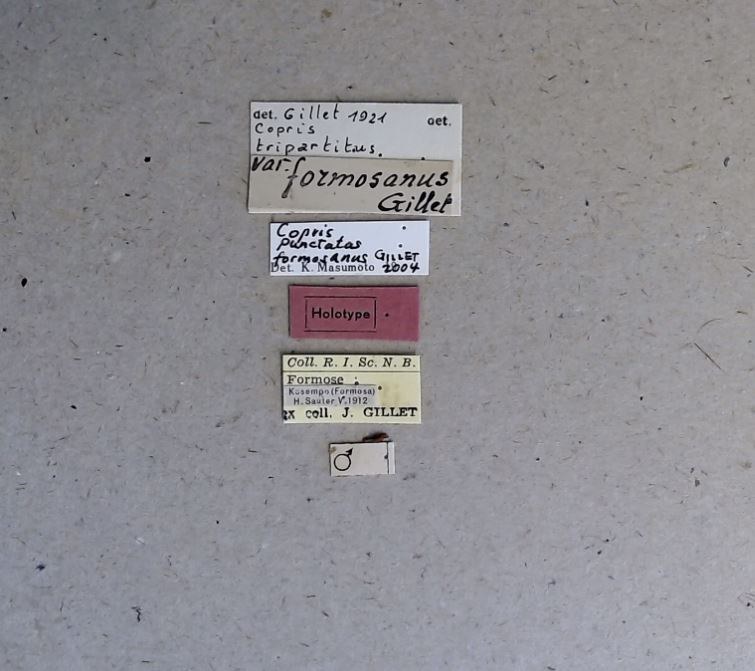 det. Gillet 1921 det.
Copris
tripartitus.
var. formosanus
Gillet
Copris
punctatus
formosanus GILLET
Det. K. Masumoto 2004
Holotype
Coll. R. I. Sc. N. B.
Formose :
Kosempo (Formosa)
H. Sauter V. 1912
ex coll. J. GILLET
♂